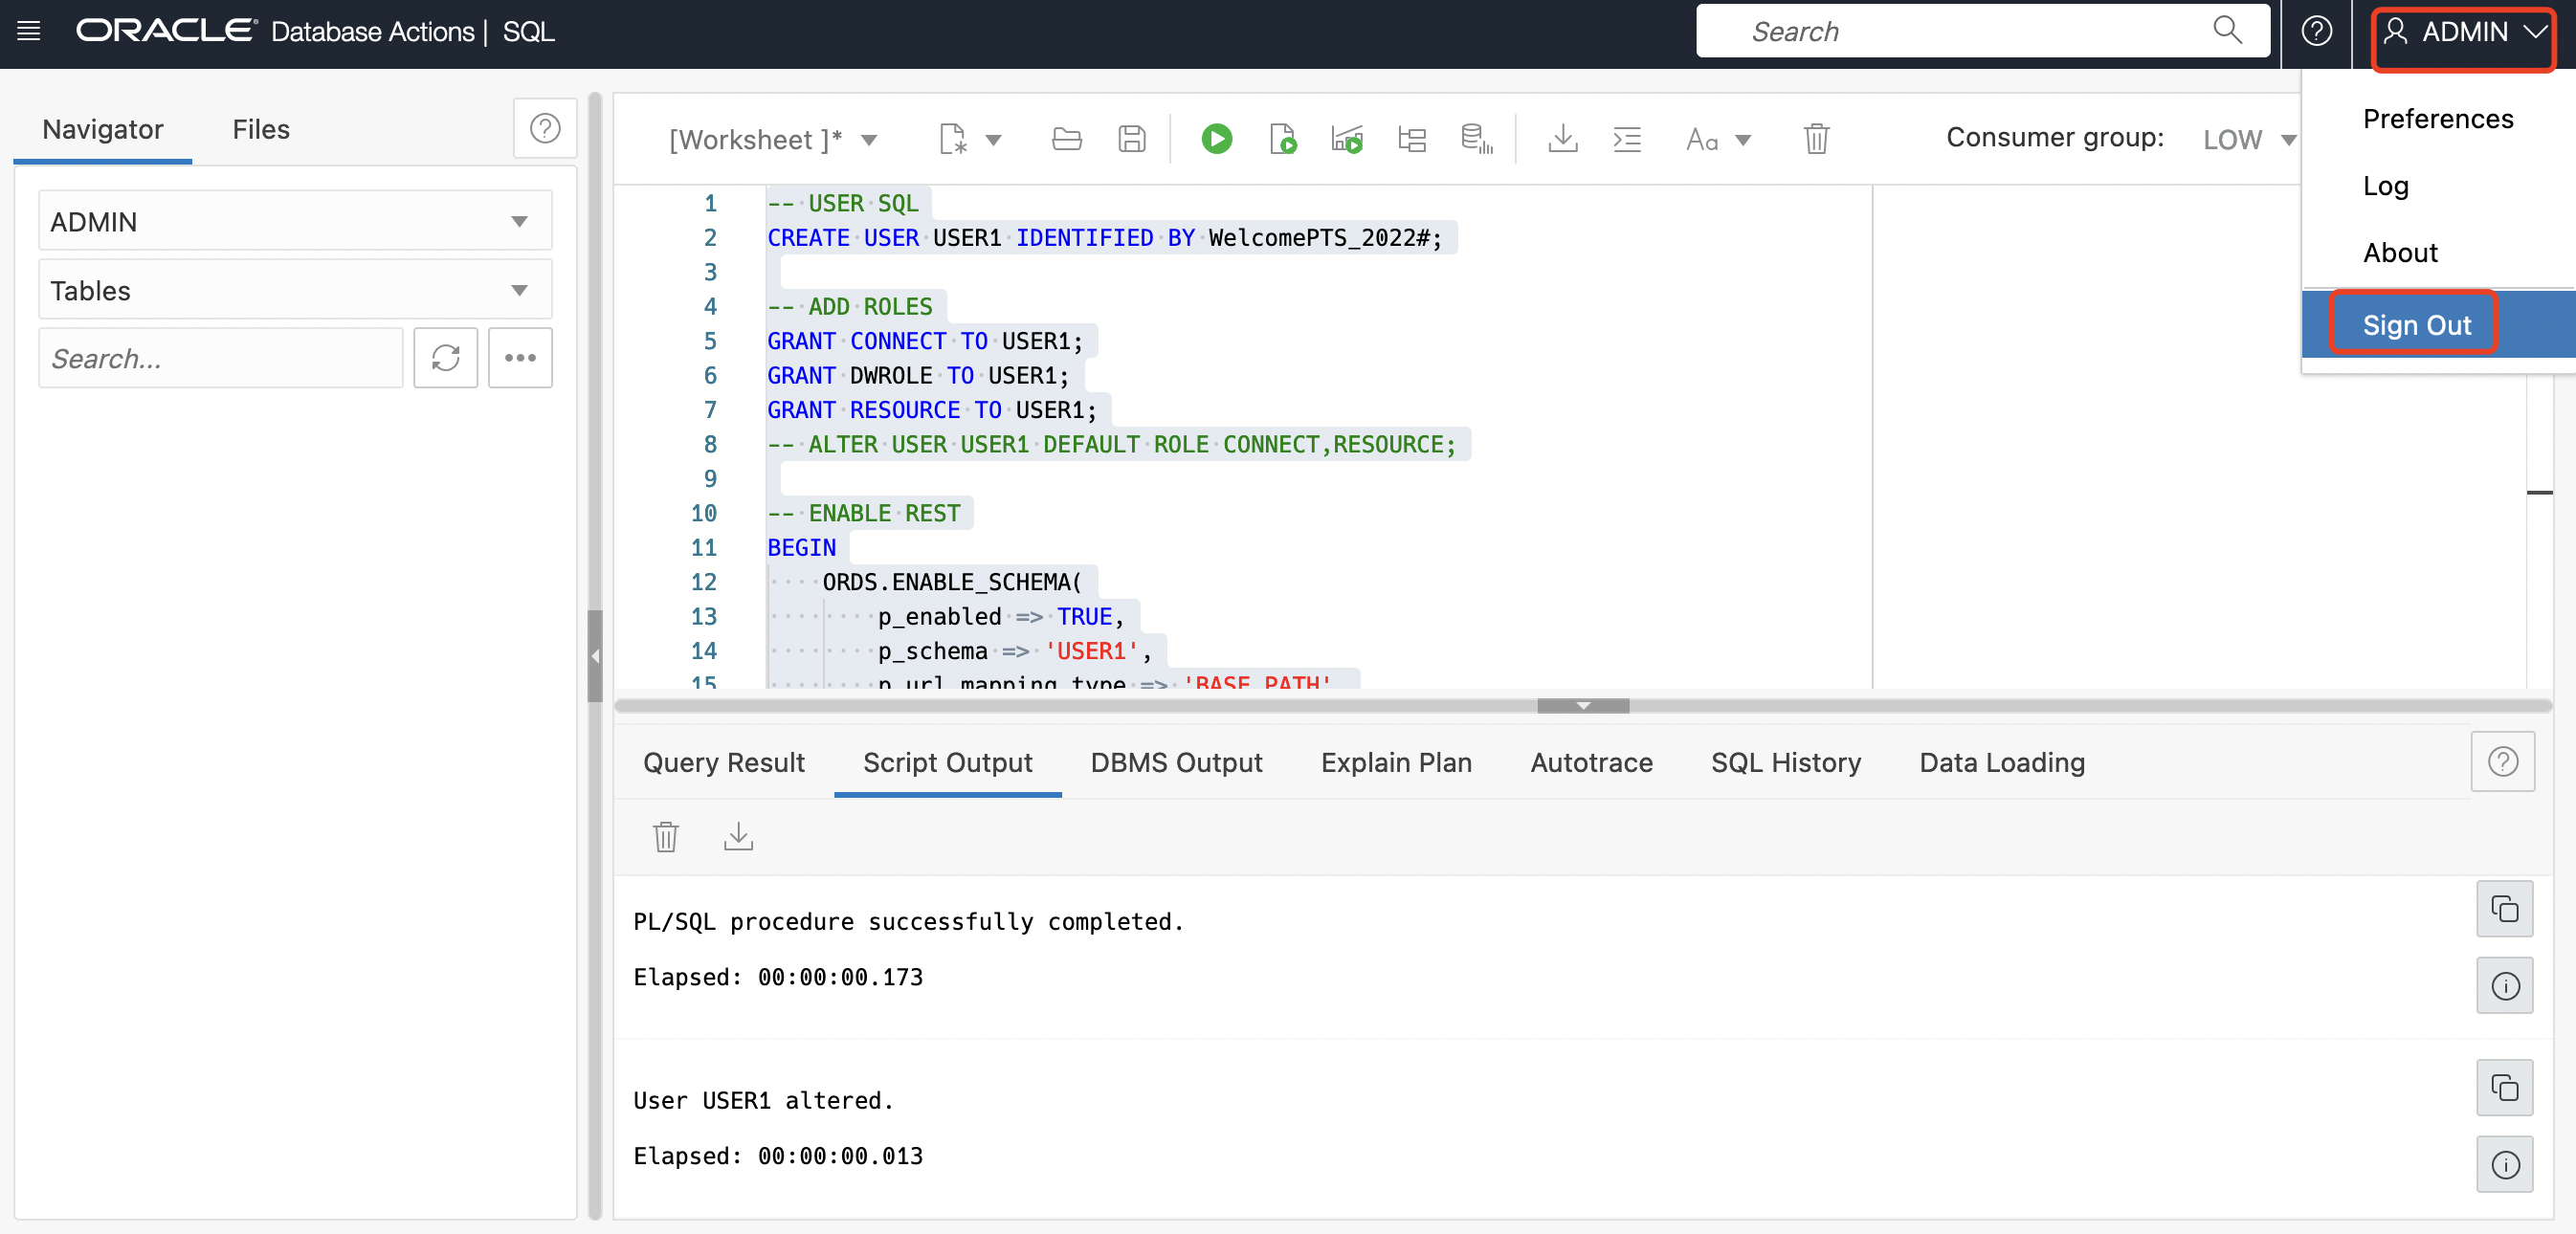 ORACLE® Database Actions | SQL
Search
ADMIN
Preferences
Log
About
Sign Out
Navigator
Files
ADMIN
Tables
Search...
[Worksheet ]*
Aa
Consumer group:
LOW
1 -- USER SQL
2 CREATE USER USER1 IDENTIFIED BY WelcomePTS_2022#;
3
4 -- ADD ROLES
5 GRANT CONNECT TO USER1;
6 GRANT DWROLE TO USER1;
7 GRANT RESOURCE TO USER1;
8 -- ALTER USER USER1 DEFAULT ROLE CONNECT,RESOURCE;
9
10 -- ENABLE REST
11 BEGIN
12 ORDS.ENABLE_SCHEMA(
13 p_enabled => TRUE,
14 p_schema => 'USER1',
15 p_url_mapping_type => 'BASE_PATH'
Query Result
Script Output
DBMS Output
Explain Plan
Autotrace
SQL History
Data Loading
PL/SQL procedure successfully completed.
Elapsed: 00:00:00.173
User USER1 altered.
Elapsed: 00:00:00.013